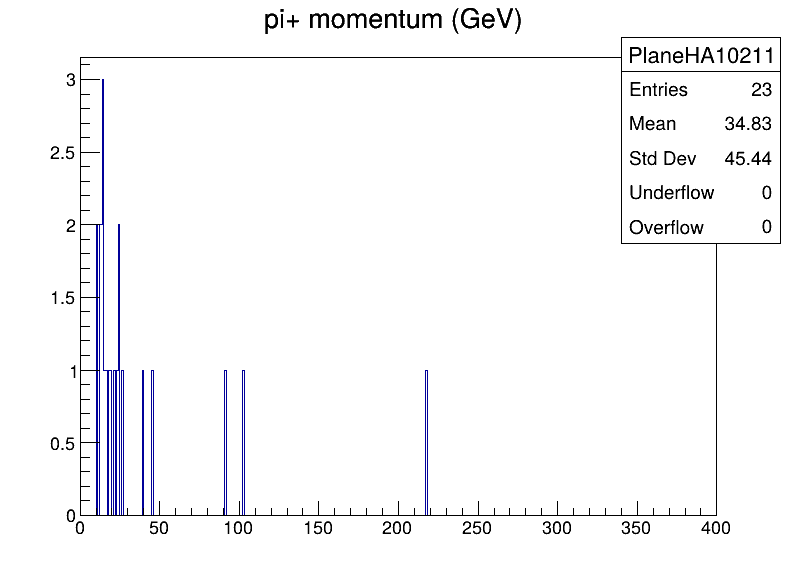 pi+ momentum (GeV)
PlaneHA10211
Entries 23
Mean 34.83
Std Dev 45.44
Underflow 0
Overflow 0
3
2.5
2
1.5
1
0.5
0
0 50 100 150 200 250 300 350 400